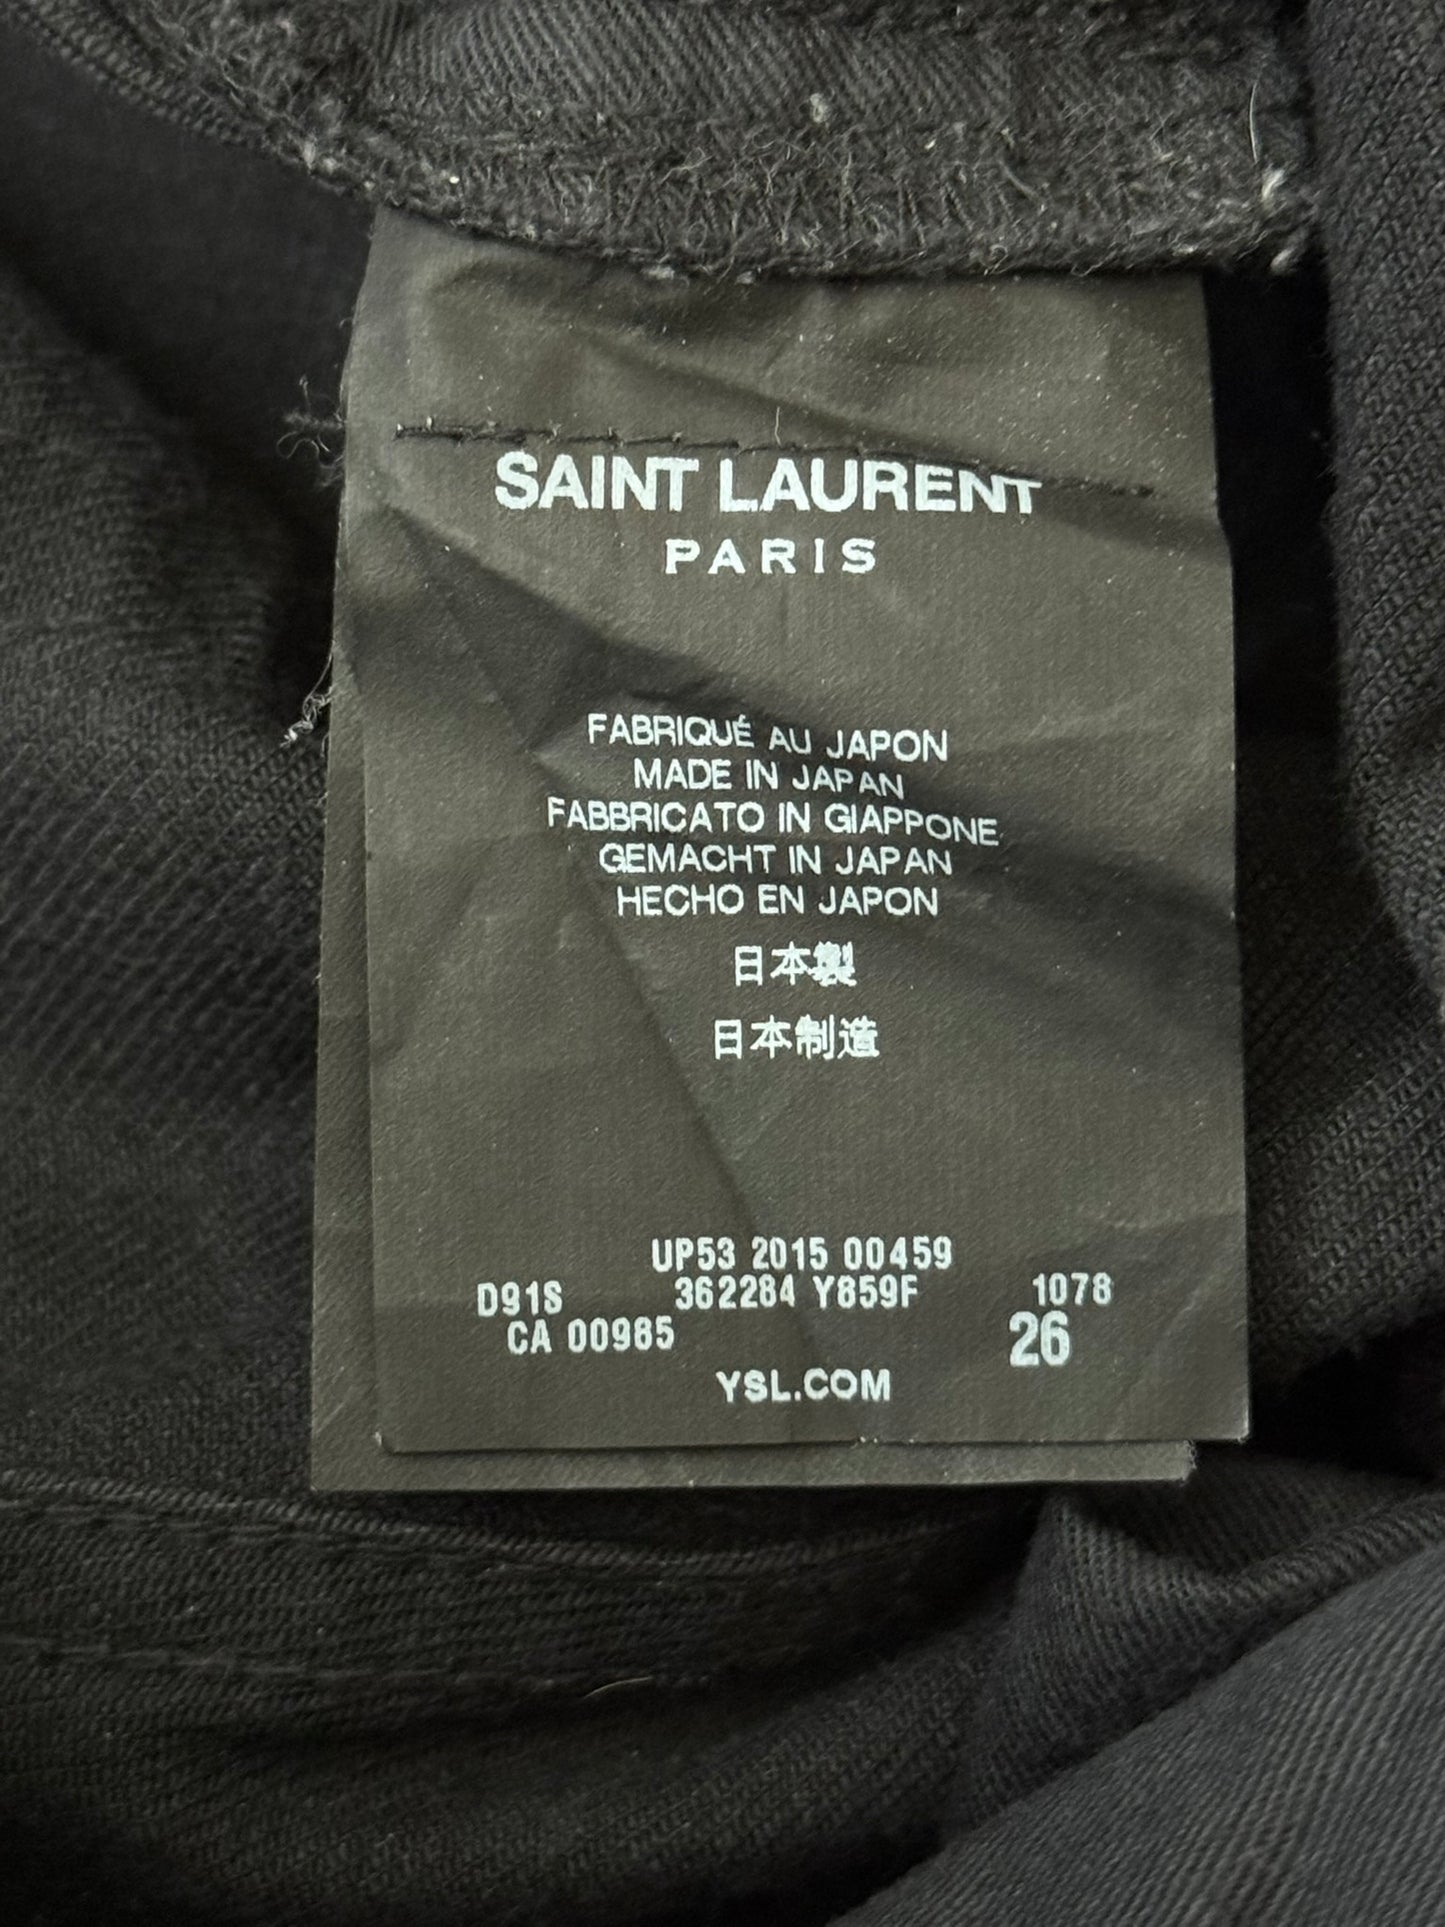 SAINT LAURENT
PARIS
FABRIQUÉ AU JAPON
MADE IN JAPAN
FABBRICATO IN GIAPPONE
GEMACHT IN JAPAN
HECHO EN JAPON
日本製
日本制造
UP53 2015 00459
D91S 362284 Y859F 1078
CA 00985 26
YSL.COM